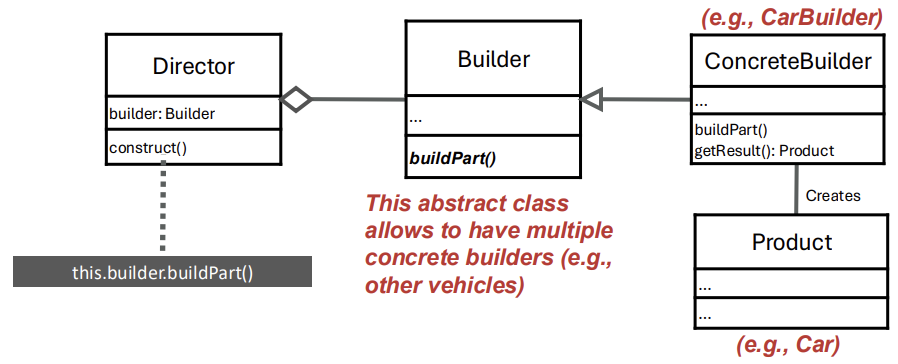 (e.g., CarBuilder)
Director
builder: Builder
construct()
this.builder.buildPart()
Builder
...
buildPart()
This abstract class
allows to have multiple
concrete builders (e.g.,
other vehicles)
ConcreteBuilder
...
buildPart()
getResult(): Product
Creates
Product
...
...
(e.g., Car)